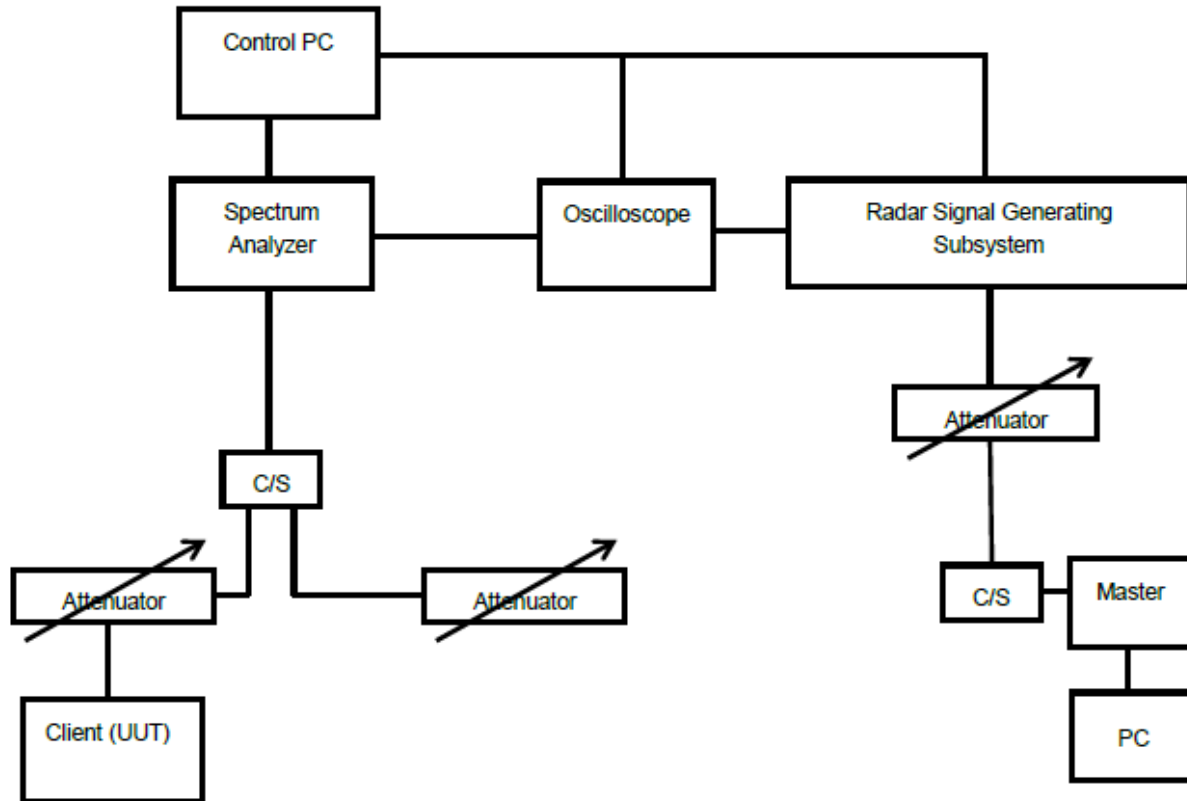 Control PC
Spectrum
Analyzer
Oscilloscope
Radar Signal Generating
Subsystem
Attenuator
C/S
Attenuator
Attenuator
C/S
Master
Client (UUT)
PC